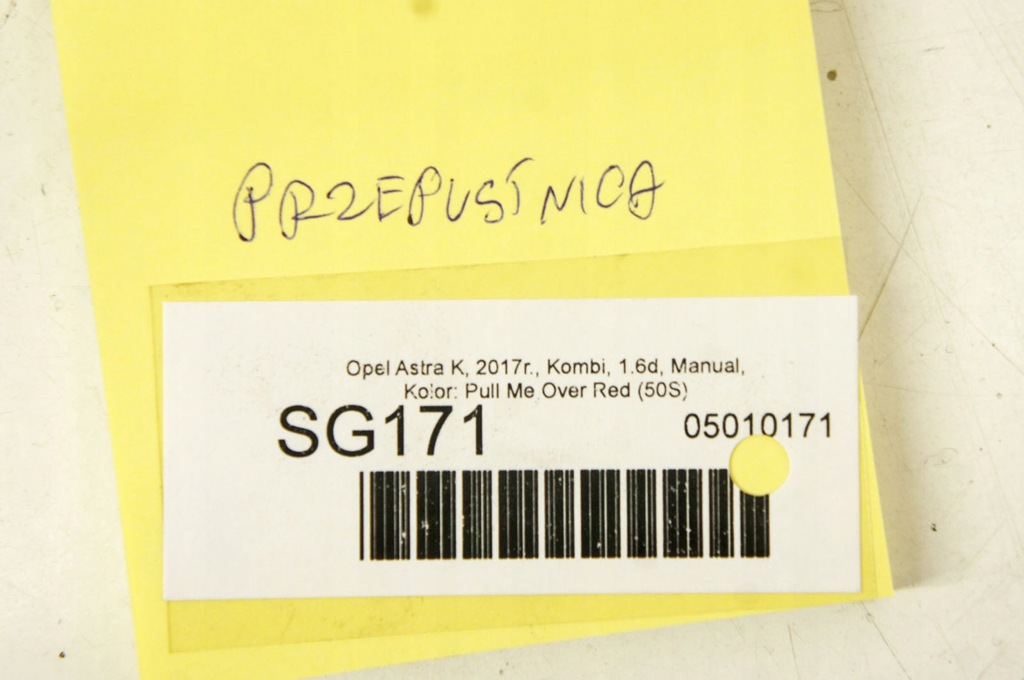 PRZEPUSTNICA
Opel Astra K, 2017r., Kombi, 1.6d, Manual,
Kolor: Pull Me Over Red (50S)
SG171
05010171